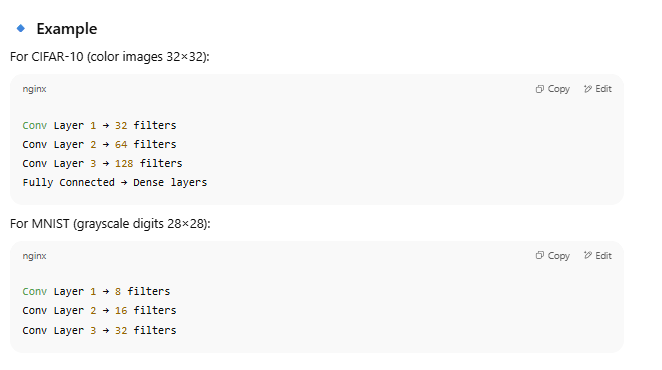 Example
For CIFAR-10 (color images 32×32):
nginx Copy Edit
Conv Layer 1 → 32 filters
Conv Layer 2 → 64 filters
Conv Layer 3 → 128 filters
Fully Connected → Dense layers
For MNIST (grayscale digits 28×28):
nginx Copy Edit
Conv Layer 1 → 8 filters
Conv Layer 2 → 16 filters
Conv Layer 3 → 32 filters